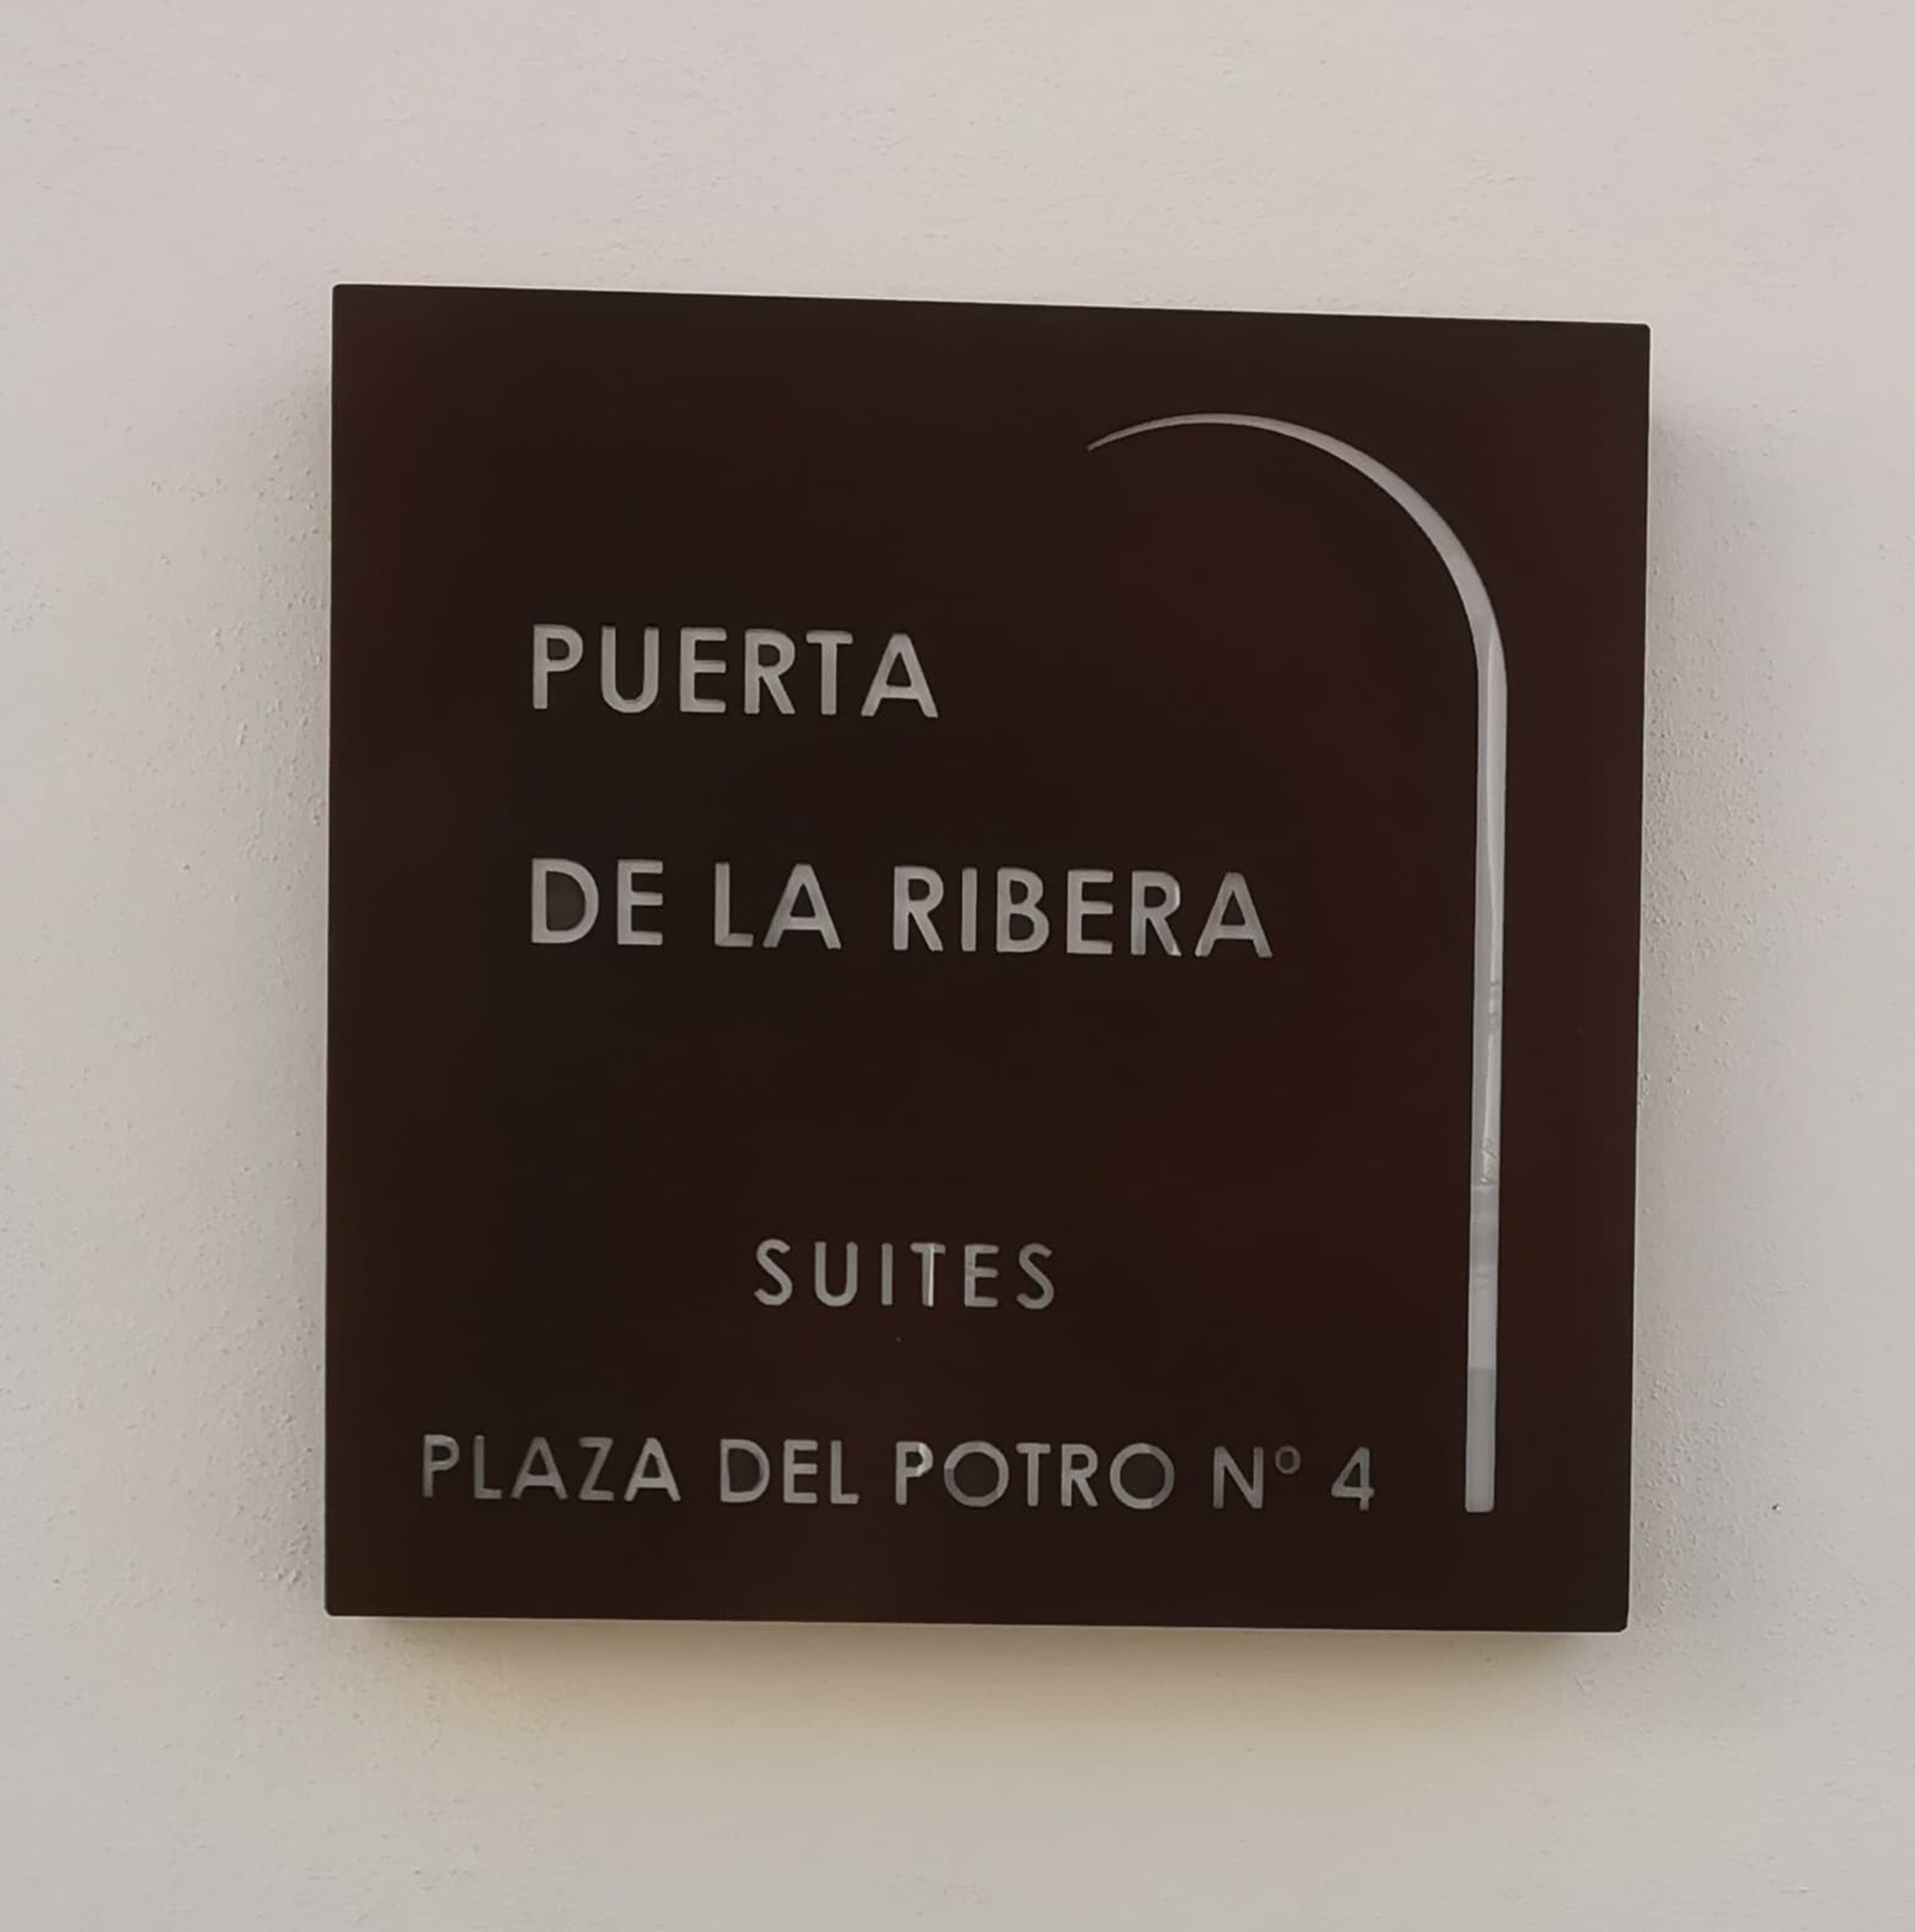 PUERTA
DE LA RIBERA
SUITES
PLAZA DEL POTRO Nº 4